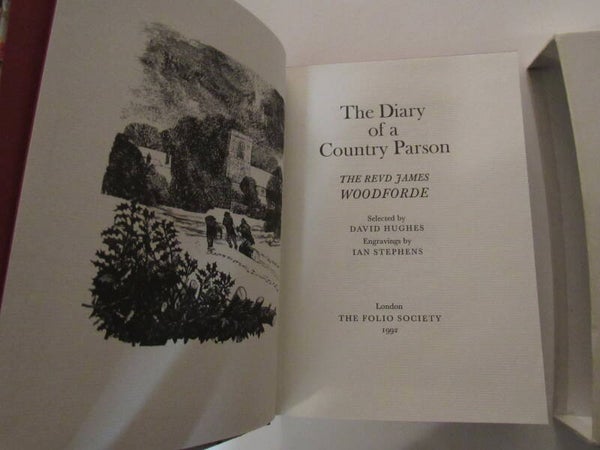 The Diary
of a
Country Parson
THE REVD JAMES
WOODFORDE
Selected by
DAVID HUGHES
Engravings by
IAN STEPHENS
London
THE FOLIO SOCIETY
1992